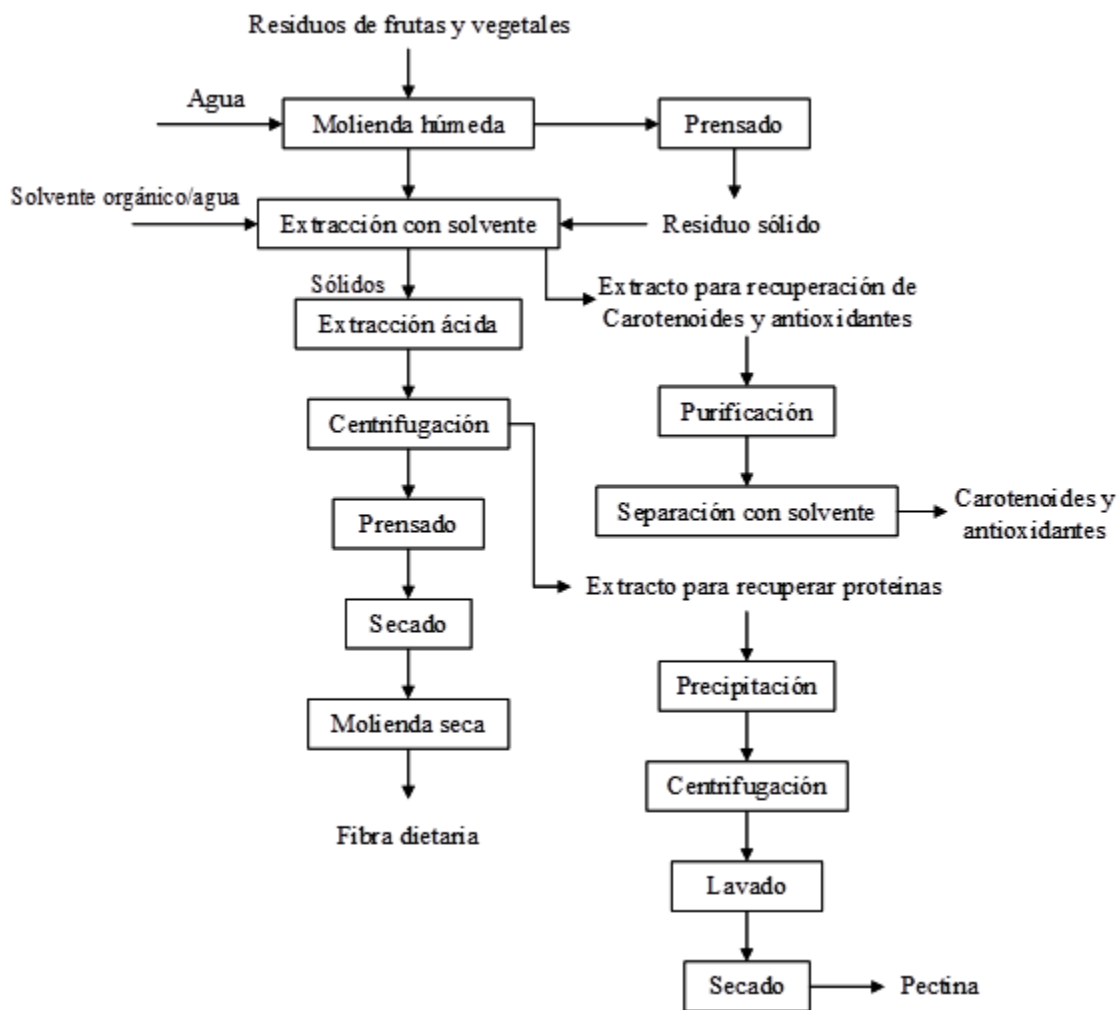 Residuos de frutas y vegetales
Agua
Molienda húmeda
Prensado
Solvente orgánico/agua
Extracción con solvente
Residuo sólido
Sólidos
Extracto para recuperación de
Carotenoides y antioxidantes
Extracción ácida
Purificación
Centrifugación
Separación con solvente
Carotenoides y
antioxidantes
Prensado
Extracto para recuperar proteínas
Secado
Precipitación
Molienda seca
Centrifugación
Fibra dietaria
Lavado
Secado
Pectina